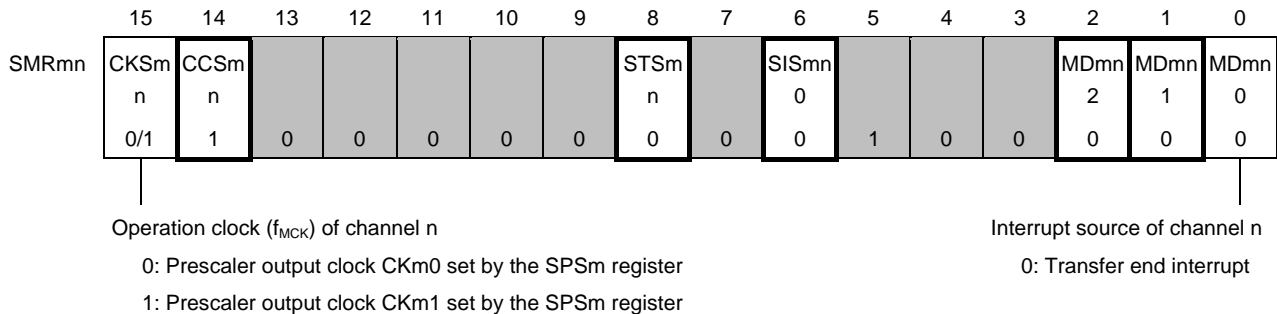 15 14 13 12 11 10 9 8 7 6 5 4 3 2 1 0
SMRmn CKSm CCSm STSm SISmn MDmn MDmn MDmn
n n n 0 2 1 0
0/1 1 0 0 0 0 0 0 0 0 1 0 0 0 0 0
Operation clock (fMCK) of channel n Interrupt source of channel n
0: Prescaler output clock CKm0 set by the SPSm register 0: Transfer end interrupt
1: Prescaler output clock CKm1 set by the SPSm register